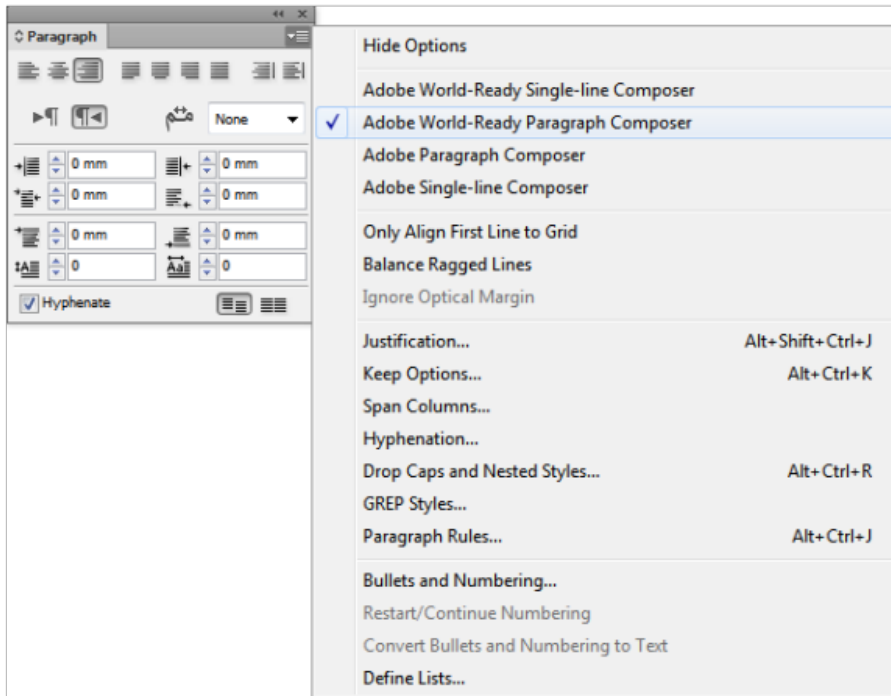 Paragraph
None
0 mm
0 mm
0 mm
0 mm
0 mm
0 mm
0
0
Hyphenate
Hide Options
Adobe World-Ready Single-line Composer
Adobe World-Ready Paragraph Composer
Adobe Paragraph Composer
Adobe Single-line Composer
Only Align First Line to Grid
Balance Ragged Lines
Ignore Optical Margin
Justification... Alt+Shift+Ctrl+J
Keep Options... Alt+Ctrl+K
Span Columns...
Hyphenation...
Drop Caps and Nested Styles... Alt+Ctrl+R
GREP Styles...
Paragraph Rules... Alt+Ctrl+J
Bullets and Numbering...
Restart/Continue Numbering
Convert Bullets and Numbering to Text
Define Lists...